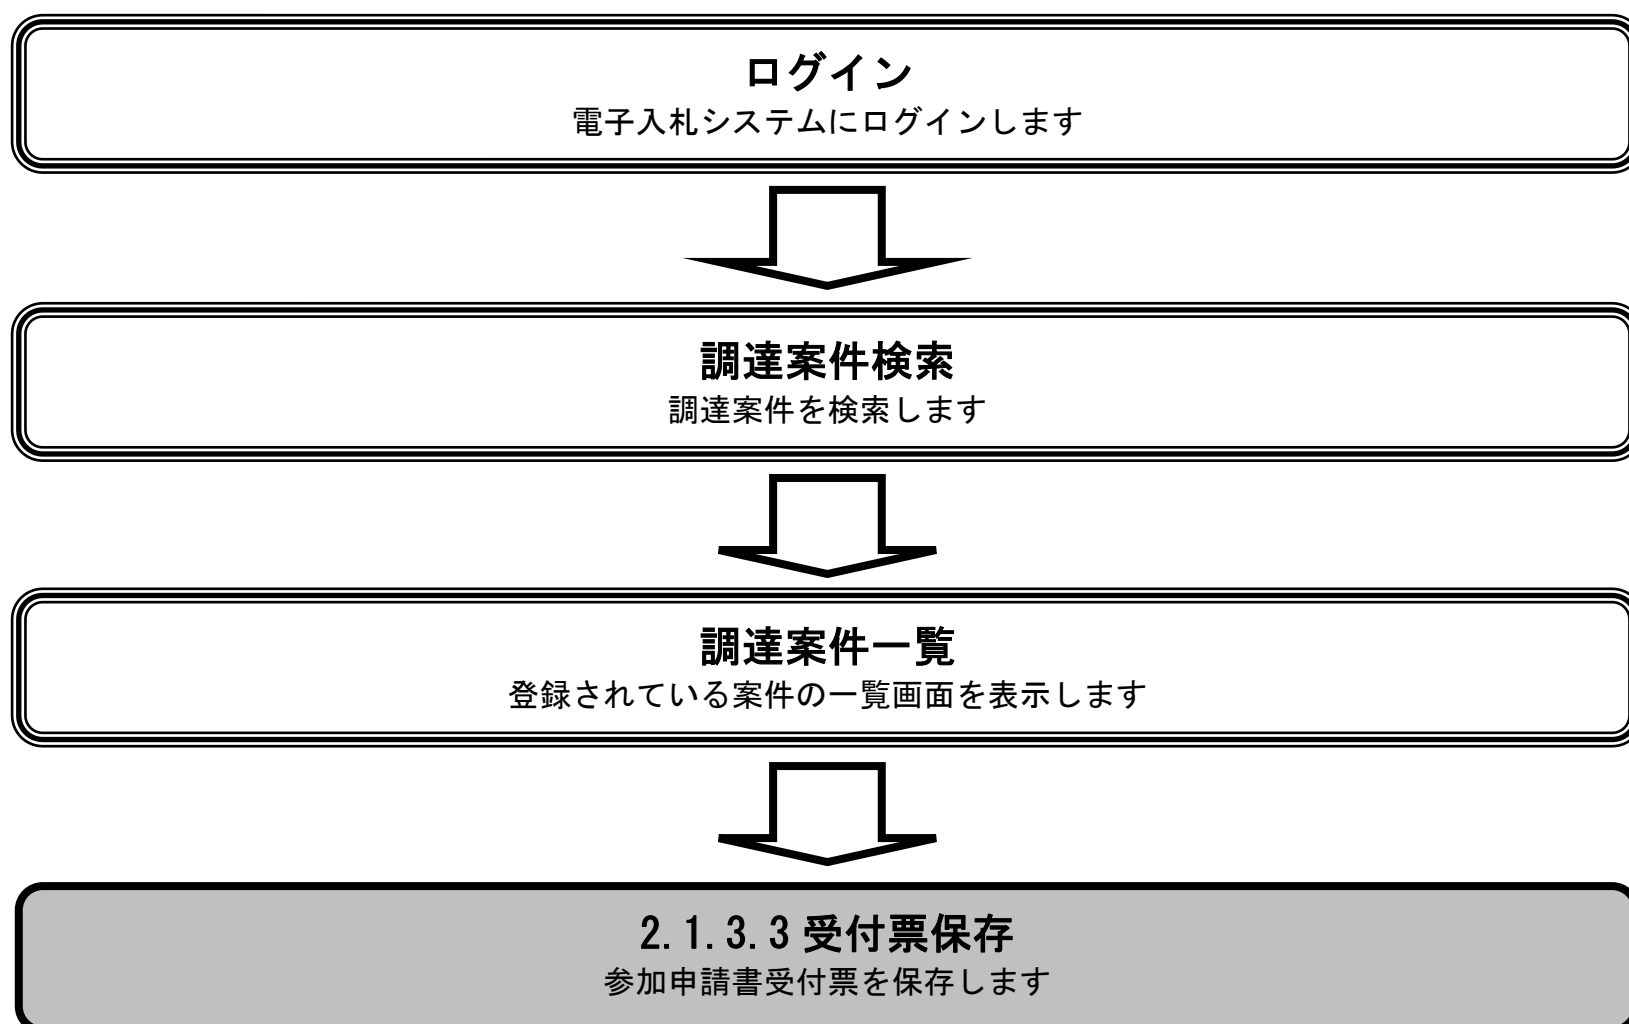 ログイン
電子入札システムにログインします
調達案件検索
調達案件を検索します
調達案件一覧
登録されている案件の一覧画面を表示します
2.1.3.3 受付票保存
参加申請書受付票を保存します